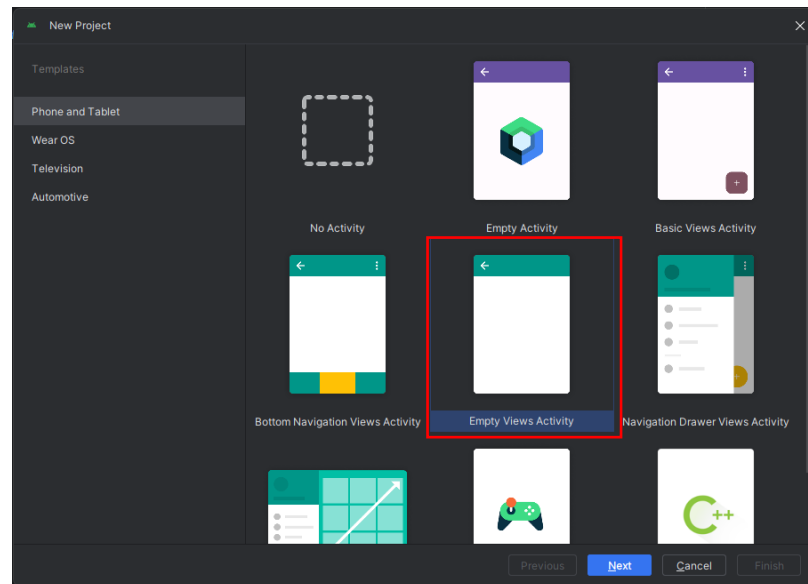 New Project
Templates
Phone and Tablet
Wear OS
Television
Automotive
No Activity
Empty Activity
Basic Views Activity
Bottom Navigation Views Activity
Empty Views Activity
Navigation Drawer Views Activity
C++
Previous
Next
Cancel
Finish